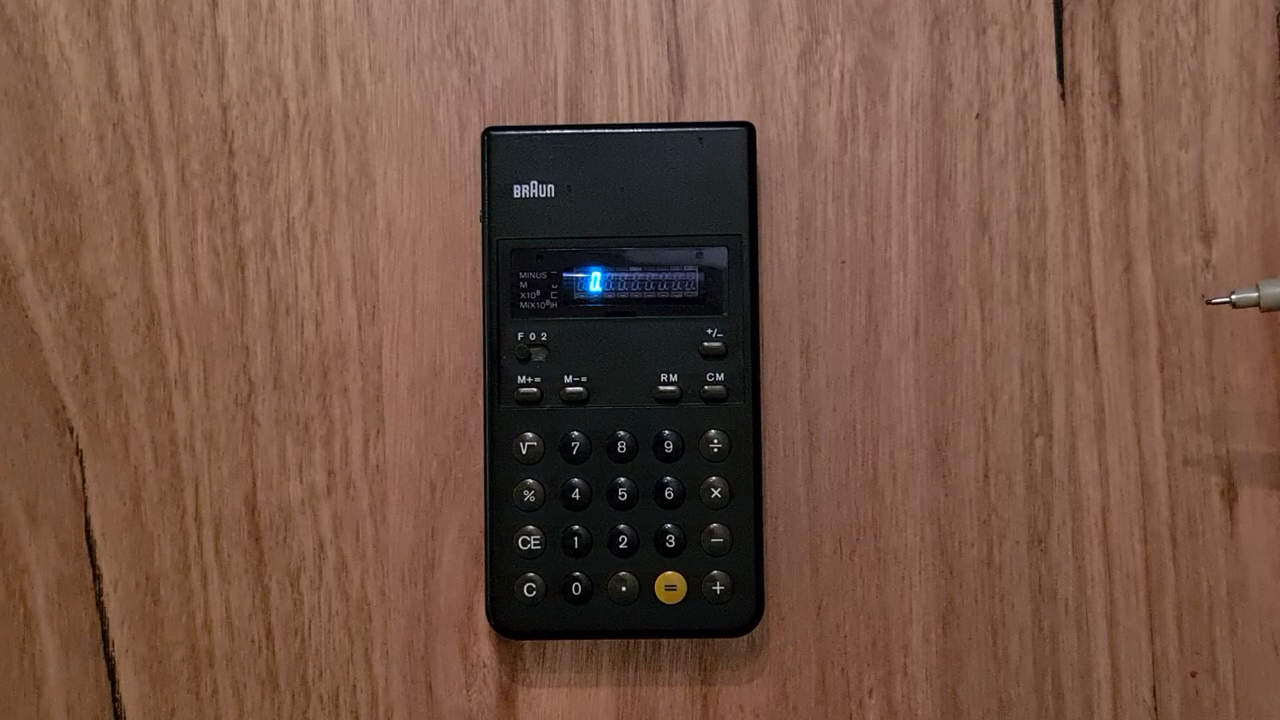 BRAUN
MINUS
M
X10⁸
M(X10⁸)
0.
F 0 2
+/−
M+= M−= RM CM
√ 7 8 9 ÷
% 4 5 6 ×
CE 1 2 3 −
C 0 · = +